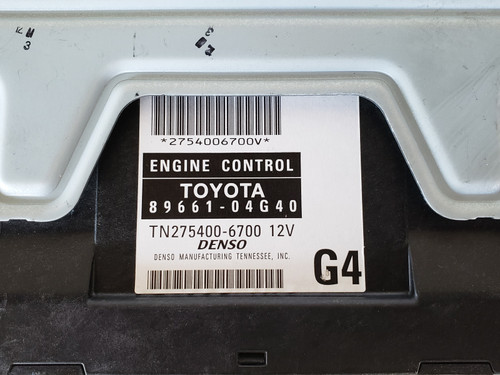 *2754006700V*
ENGINE CONTROL
TOYOTA
89661-04G40
TN275400-6700 12V
DENSO
DENSO MANUFACTURING TENNESSEE, INC.
G4